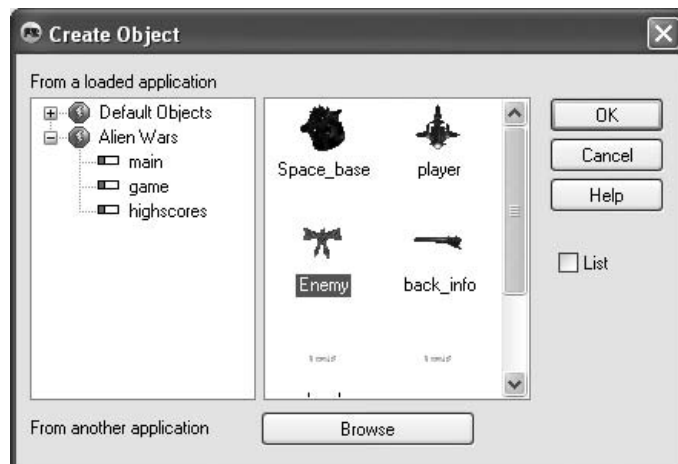 Create Object
From a loaded application
Default Objects
Alien Wars
main
game
highscores
Space_base
player
Enemy
back_info
OK
Cancel
Help
List
From another application
Browse